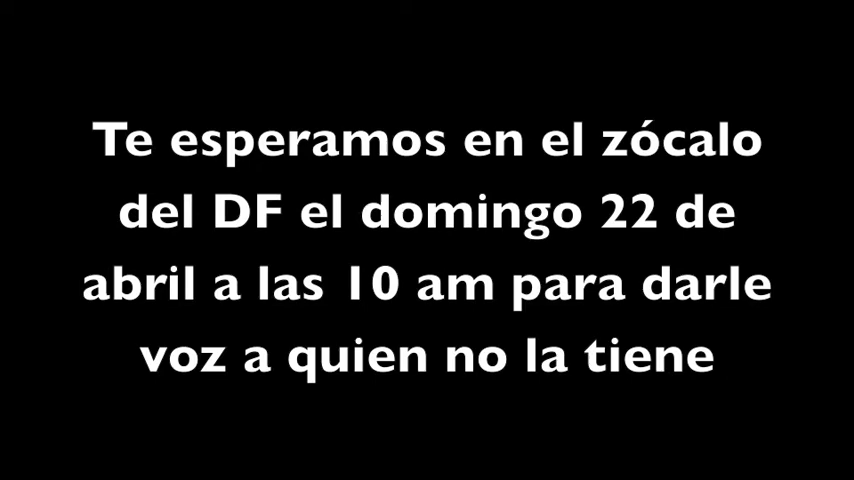 Te esperamos en el zócalo
del DF el domingo 22 de
abril a las 10 am para darle
voz a quien no la tiene